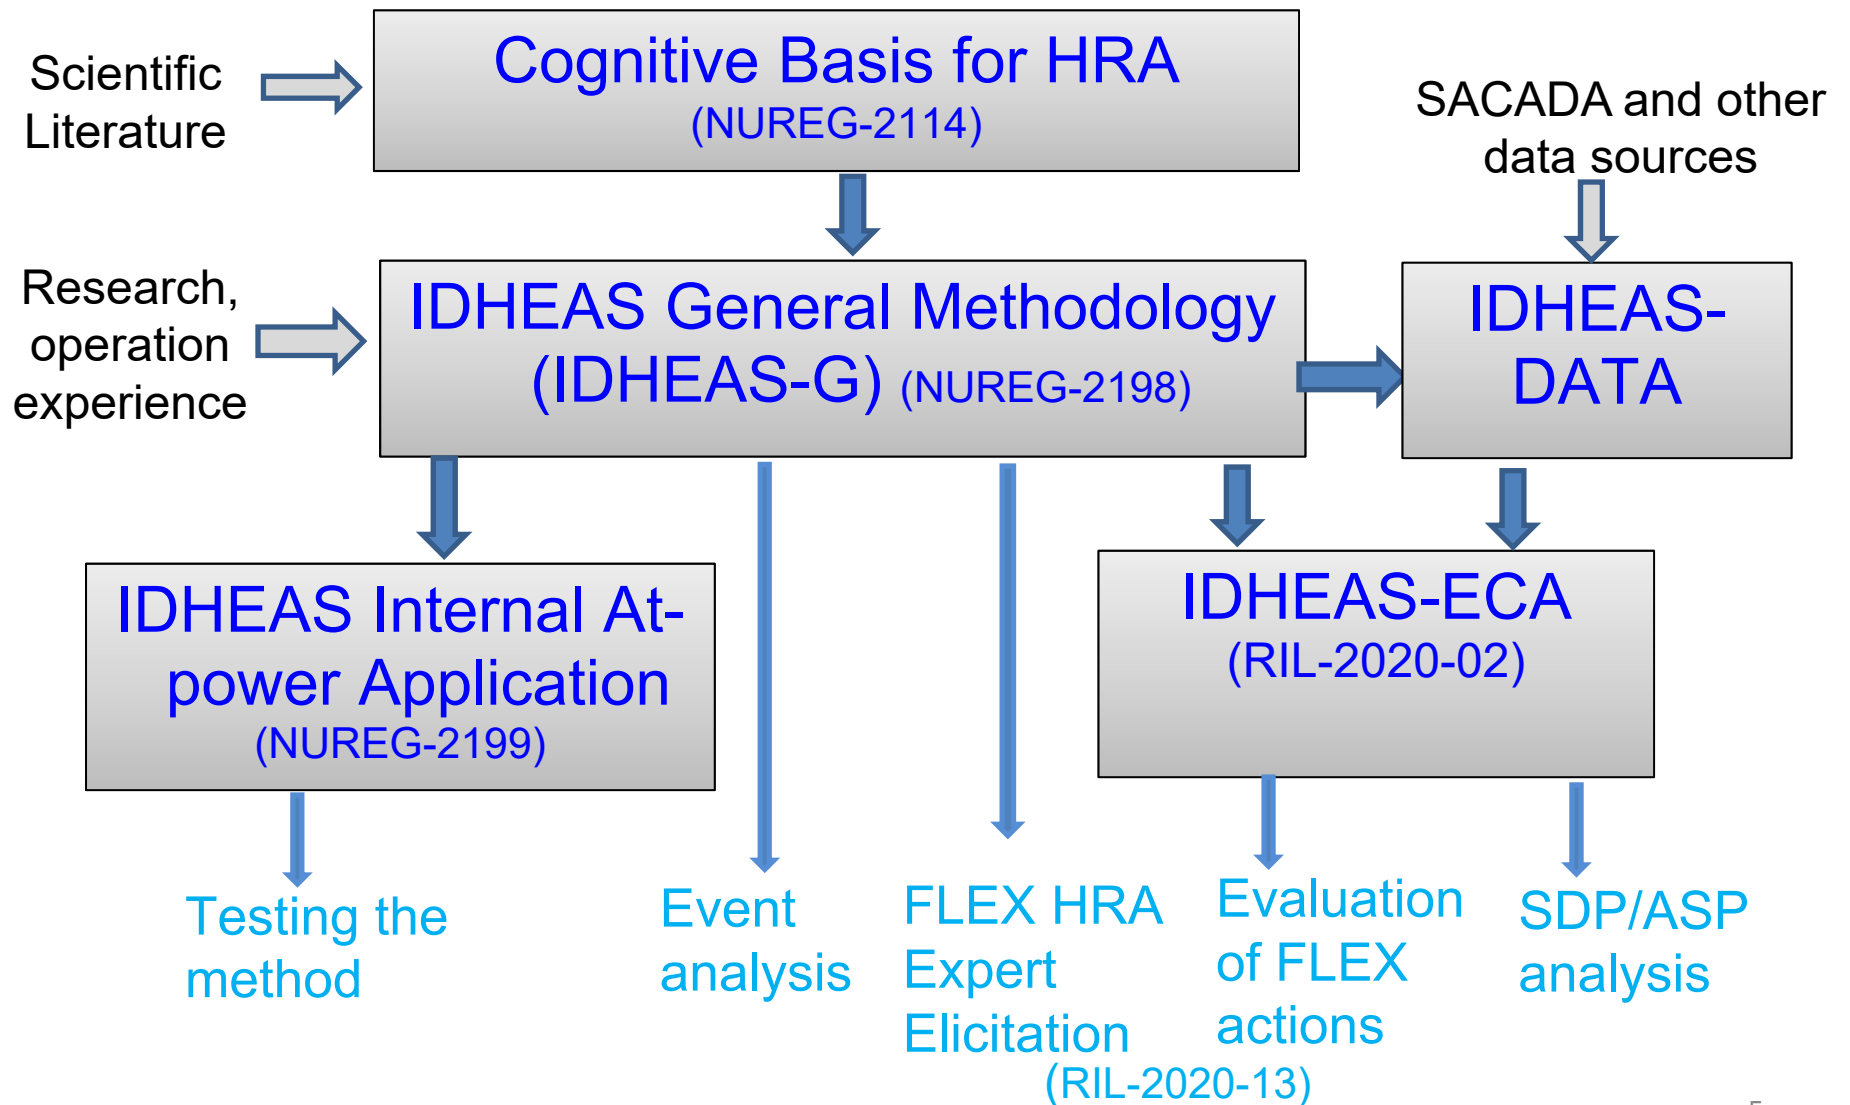 Scientific
Literature
Cognitive Basis for HRA
(NUREG-2114)
SACADA and other
data sources
Research,
operation
experience
IDHEAS General Methodology
(IDHEAS-G) (NUREG-2198)
IDHEAS-
DATA
IDHEAS Internal At-
power Application
(NUREG-2199)
IDHEAS-ECA
(RIL-2020-02)
Testing the
method
Event
analysis
FLEX HRA
Expert
Elicitation
(RIL-2020-13)
Evaluation
of FLEX
actions
SDP/ASP
analysis